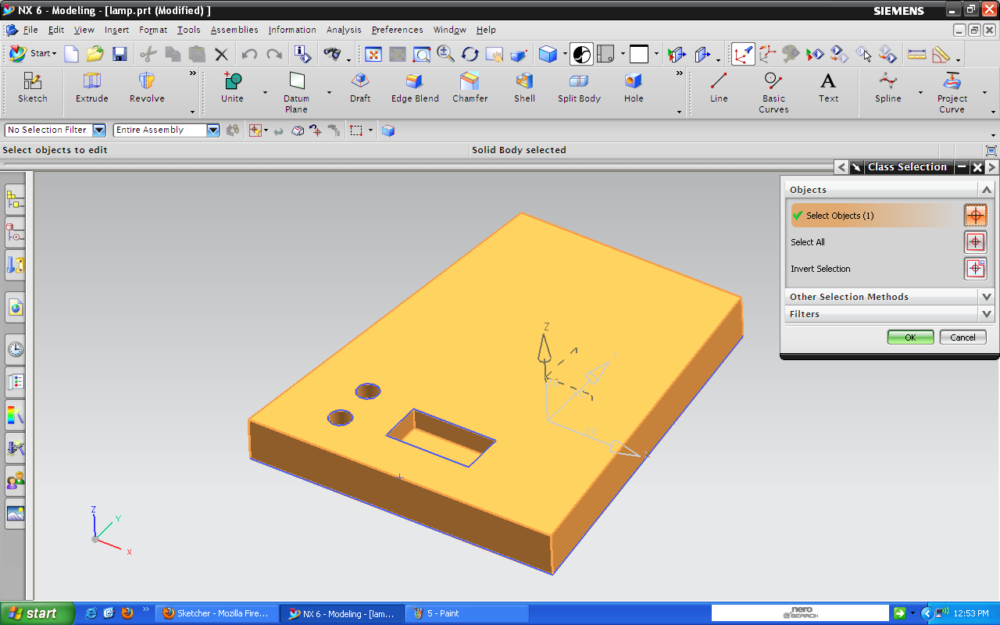 NX 6 - Modeling - [lamp.prt (Modified) ]
SIEMENS
File Edit View Insert Format Tools Assemblies Information Analysis Preferences Window Help
Start
Sketch Extrude Revolve Unite Datum Plane Draft Edge Blend Chamfer Shell Split Body Hole Line Basic Curves Text Spline Project Curve
No Selection Filter Entire Assembly
Select objects to edit Solid Body selected
Class Selection
Objects
Select Objects (1)
Select All
Invert Selection
Other Selection Methods
Filters
OK Cancel
Z
X
Z
Y
X
start Sketcher - Mozilla Fire... NX 6 - Modeling - [lam... 5 - Paint nero SEARCH 12:53 PM